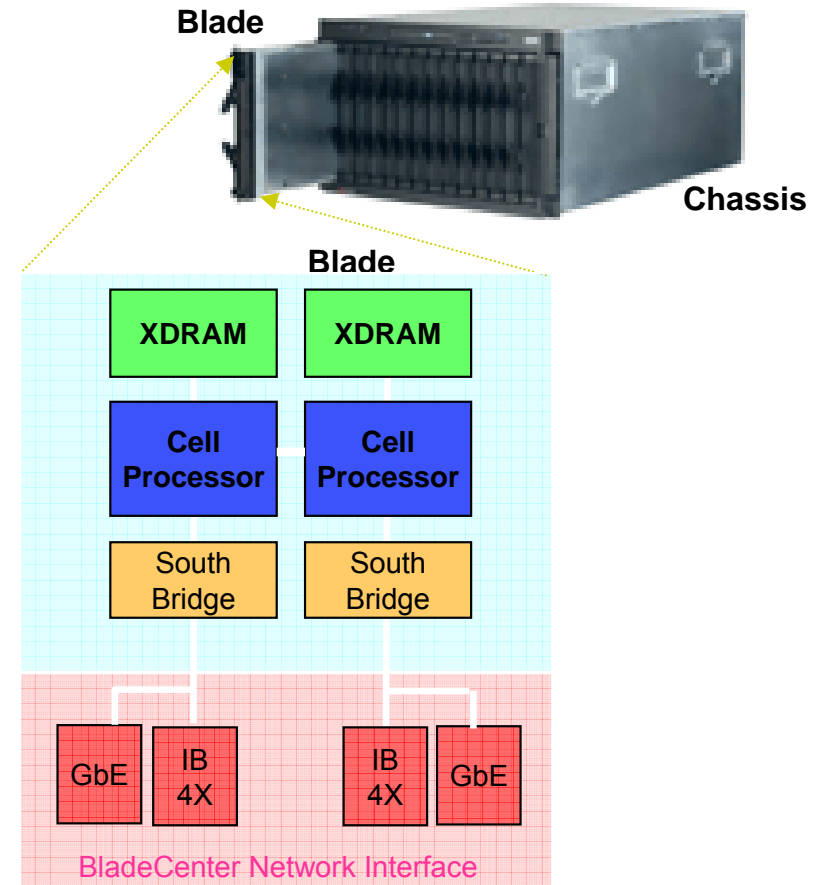 Blade
Chassis
Blade
XDRAM
XDRAM
Cell
Processor
Cell
Processor
South
Bridge
South
Bridge
GbE
IB
4X
IB
4X
GbE
BladeCenter Network Interface